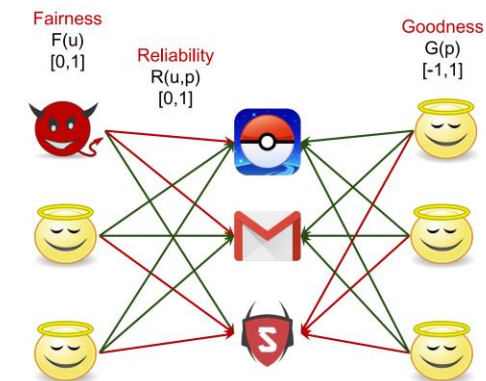 Fairness
F(u)
[0,1]
Reliability
R(u,p)
[0,1]
Goodness
G(p)
[-1,1]
S